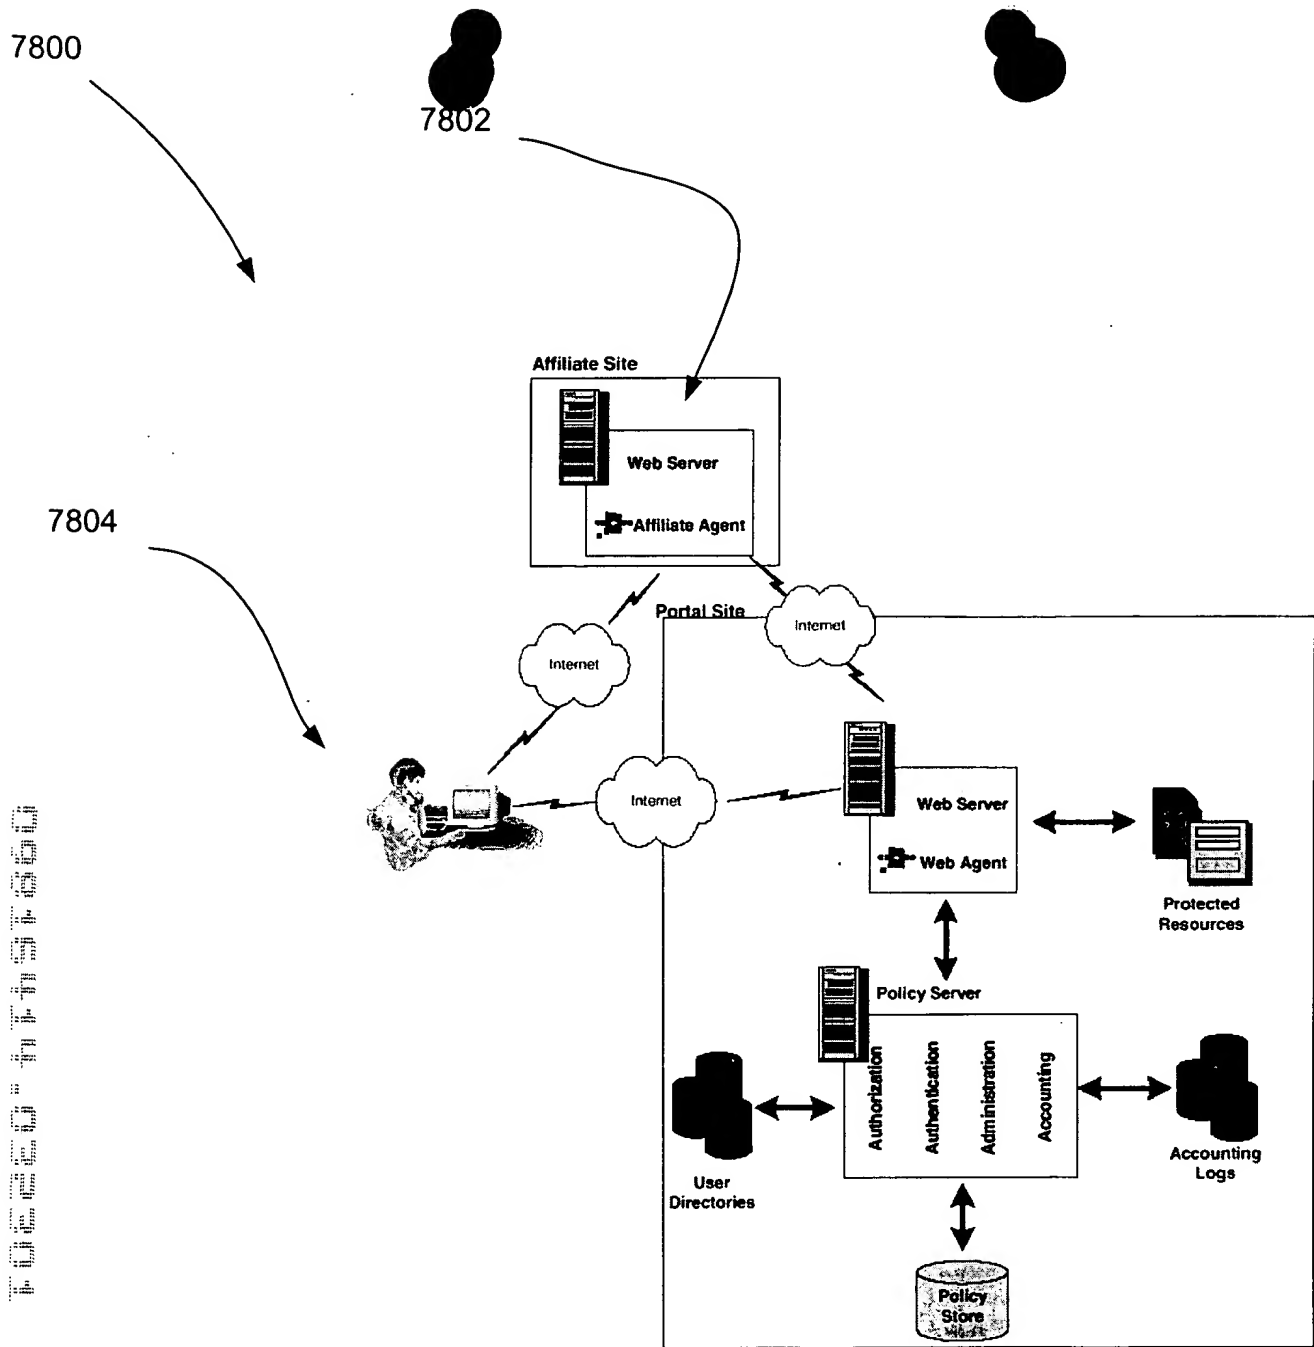 7800
7802
Affiliate Site
Web Server
Affiliate Agent
7804
Portal Site
Internet
Internet
Internet
Web Server
Web Agent
Protected
Resources
Policy Server
Authorization
Authentication
Administration
Accounting
User
Directories
Accounting
Logs
Policy
Store